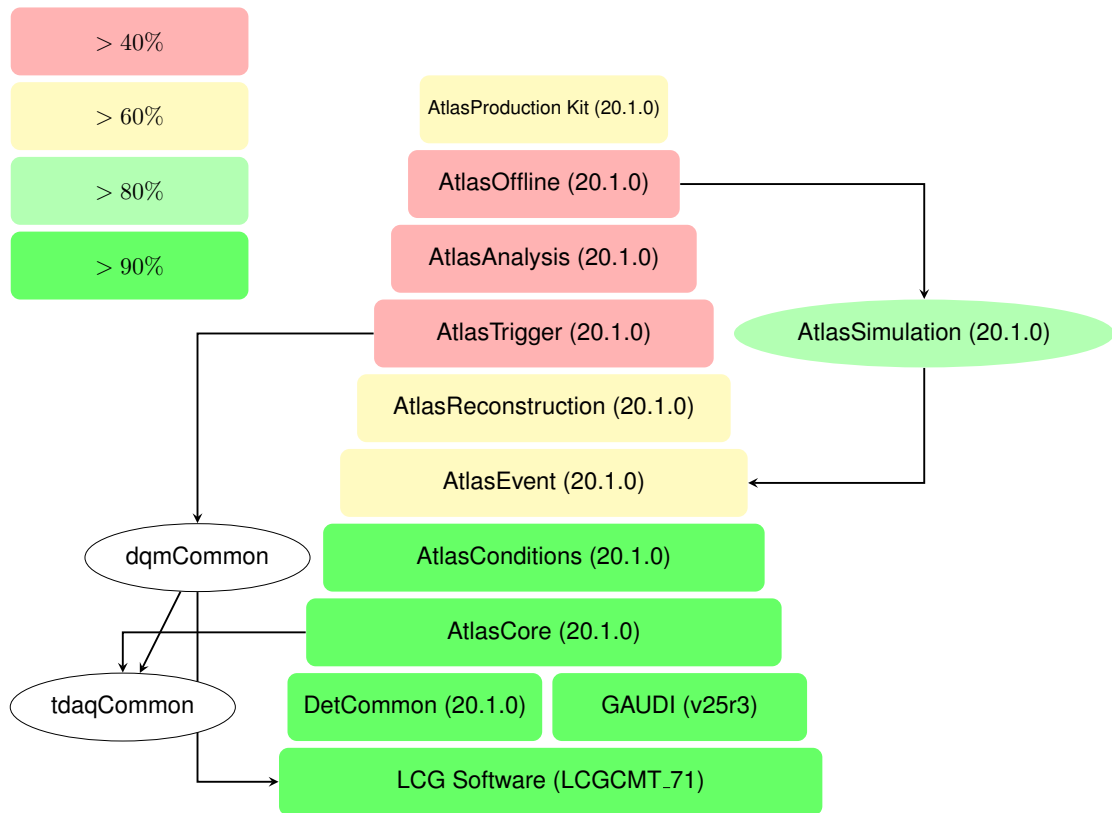 > 40%
> 60%
> 80%
> 90%
AtlasProduction Kit (20.1.0)
AtlasOffline (20.1.0)
AtlasAnalysis (20.1.0)
AtlasTrigger (20.1.0)
AtlasSimulation (20.1.0)
AtlasReconstruction (20.1.0)
AtlasEvent (20.1.0)
dqmCommon
AtlasConditions (20.1.0)
AtlasCore (20.1.0)
tdaqCommon
DetCommon (20.1.0)
GAUDI (v25r3)
LCG Software (LCGCMT_71)